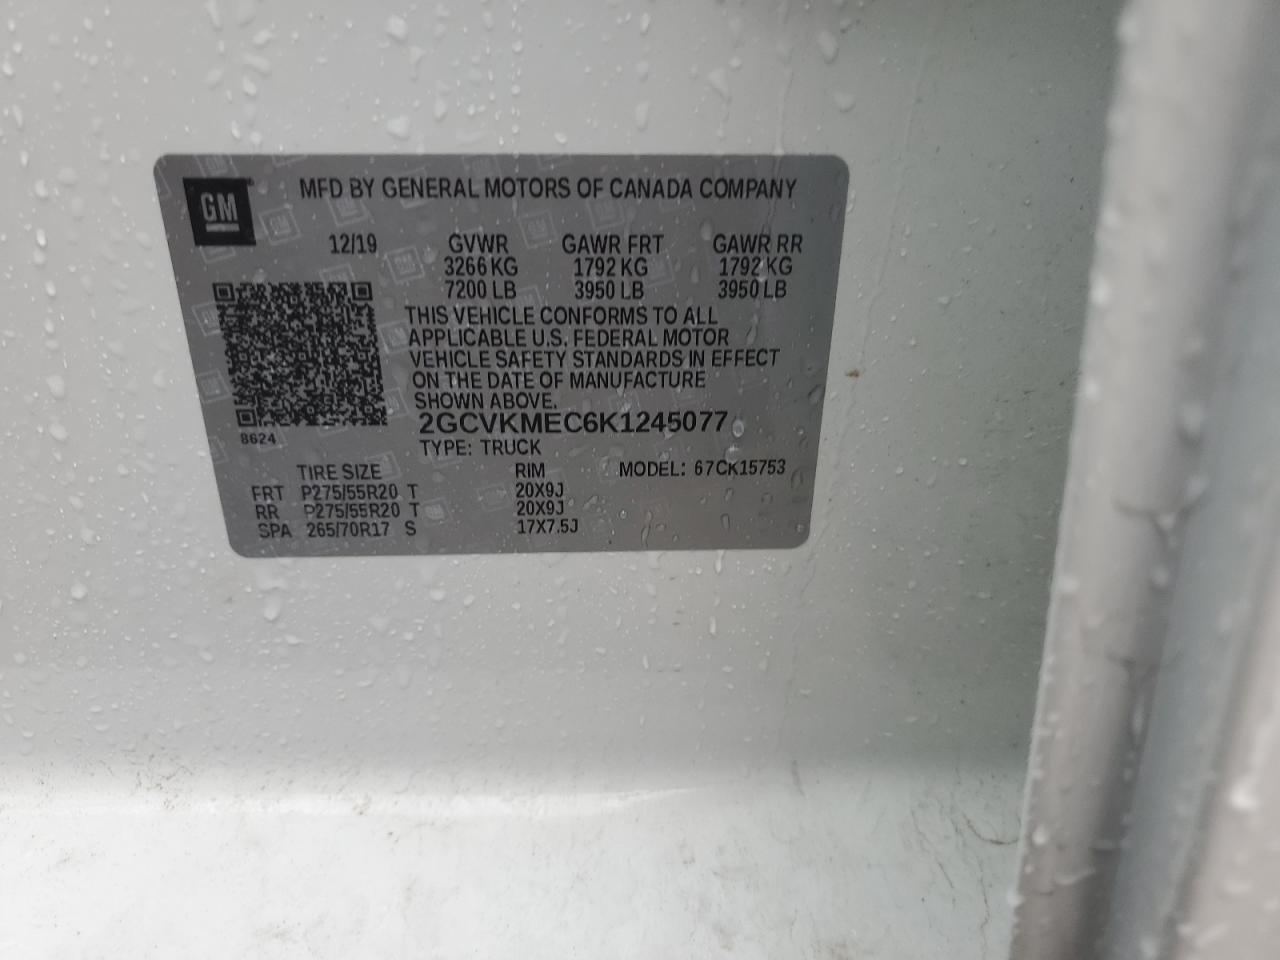 GM
MFD BY GENERAL MOTORS OF CANADA COMPANY
12/19 GVWR GAWR FRT GAWR RR
3266 KG 1792 KG 1792 KG
7200 LB 3950 LB 3950 LB
THIS VEHICLE CONFORMS TO ALL
APPLICABLE U.S. FEDERAL MOTOR
VEHICLE SAFETY STANDARDS IN EFFECT
ON THE DATE OF MANUFACTURE
SHOWN ABOVE.
2GCVKMEC6K1245077
8624
TYPE: TRUCK
TIRE SIZE RIM MODEL: 67CK15753
FRT P275/55R20 T 20X9J
RR P275/55R20 T 20X9J
SPA 265/70R17 S 17X7.5J